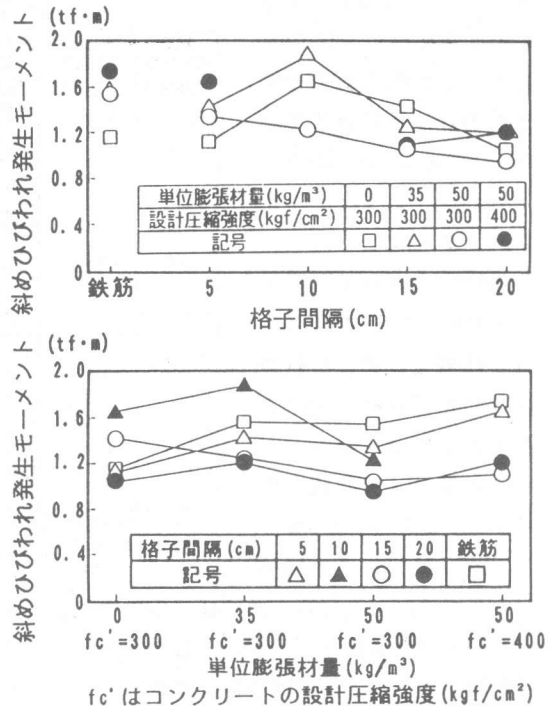 (tf・m)
斜めひびわれ発生モーメント
2.0
1.6
1.2
0.8
0.4
0
単位膨張材量(kg/m³) 0 35 50 50
設計圧縮強度(kgf/cm²) 300 300 300 400
記号 □ △ ○ ●
鉄筋 5 10 15 20
格子間隔(cm)
(tf・m)
斜めひびわれ発生モーメント
2.0
1.6
1.2
0.8
0.4
0
格子間隔(cm) 5 10 15 20 鉄筋
記号 △ ▲ ○ ● □
0 35 50 50
fc'=300 fc'=300 fc'=300 fc'=400
単位膨張材量(kg/m³)
fc'はコンクリートの設計圧縮強度(kgf/cm²)